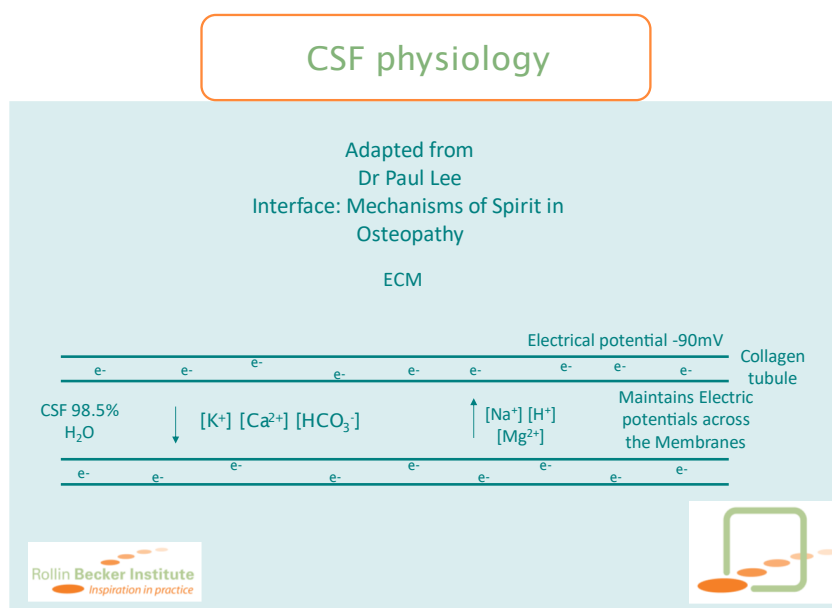 CSF physiology
Adapted from
Dr Paul Lee
Interface: Mechanisms of Spirit in
Osteopathy
ECM
Electrical potential -90mV
e- e- e- e- e- e- e- e- e-
Collagen
tubule
CSF 98.5%
H₂O
↓ [K⁺] [Ca²⁺] [HCO₃⁻]
↑ [Na⁺] [H⁺]
[Mg²⁺]
Maintains Electric
potentials across
the Membranes
e- e- e- e- e- e- e- e- e-
Rollin Becker Institute
Inspiration in practice